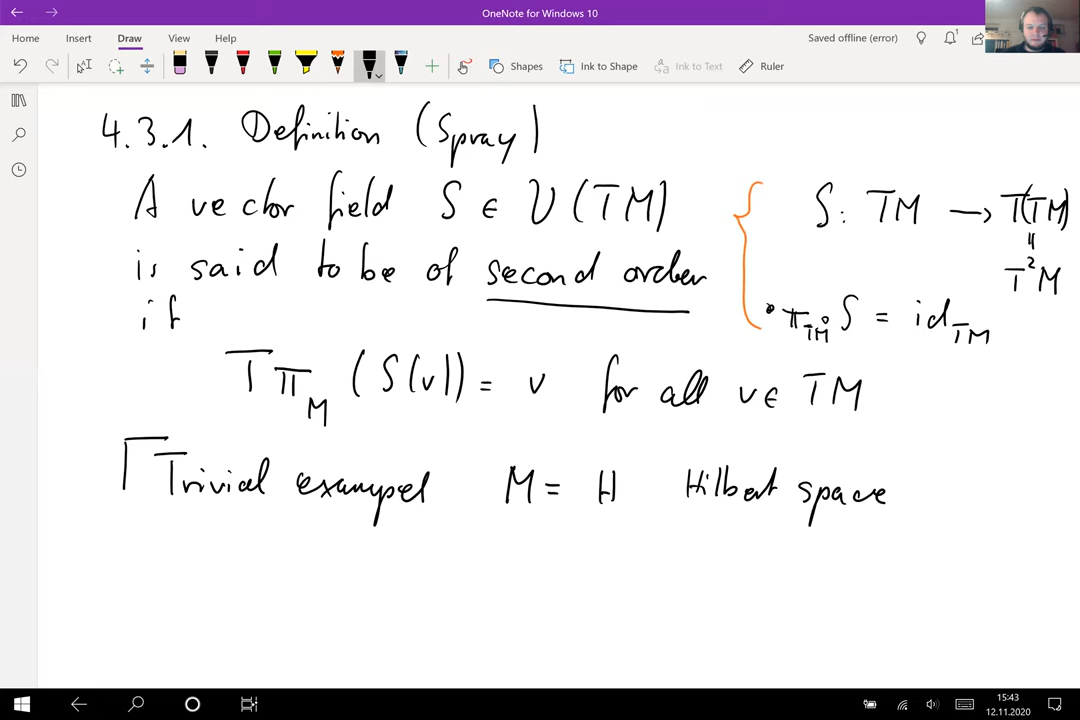 OneNote for Windows 10
Home Insert Draw View Help
Saved offline (error)
Shapes Ink to Shape Ink to Text Ruler
4.3.1. Definition (Spray)
A vector field S ∈ V(TM)
is said to be of second order
if
S: TM → T(TM)
=
T²M
π_TM ∘ S = id_TM
Tπ_M (S(v)) = v for all v ∈ TM
Trivial exampel M = H Hilbert space
15:43
12.11.2020